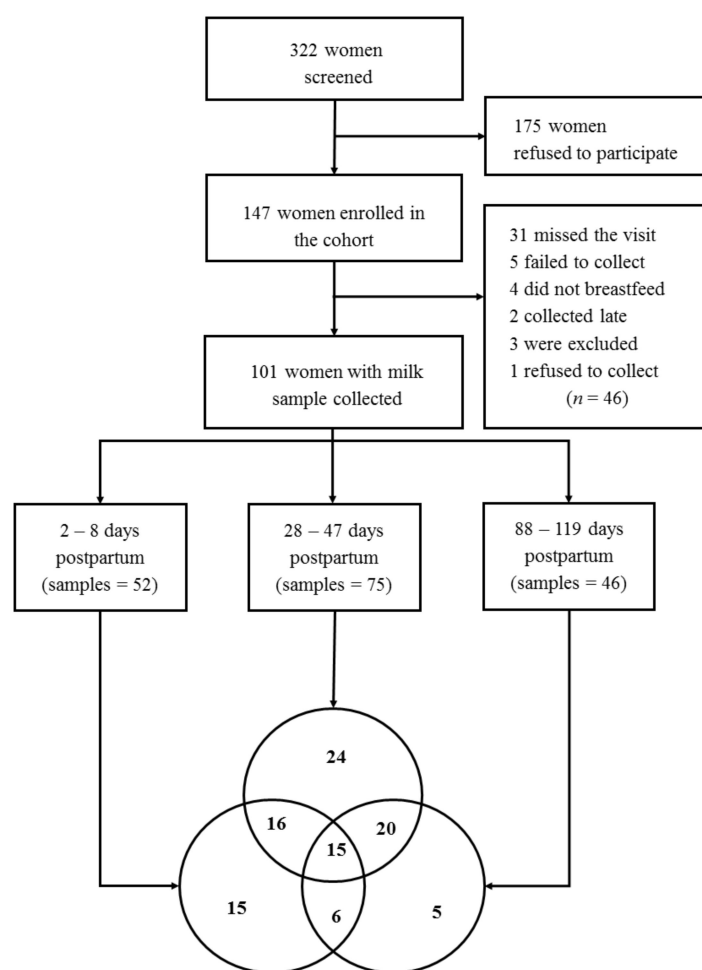 322 women
screened
175 women
refused to participate
147 women enrolled in
the cohort
31 missed the visit
5 failed to collect
4 did not breastfeed
2 collected late
3 were excluded
1 refused to collect
(n = 46)
101 women with milk
sample collected
2 – 8 days
postpartum
(samples = 52)
28 – 47 days
postpartum
(samples = 75)
88 – 119 days
postpartum
(samples = 46)
24
16
20
15
15
6
5